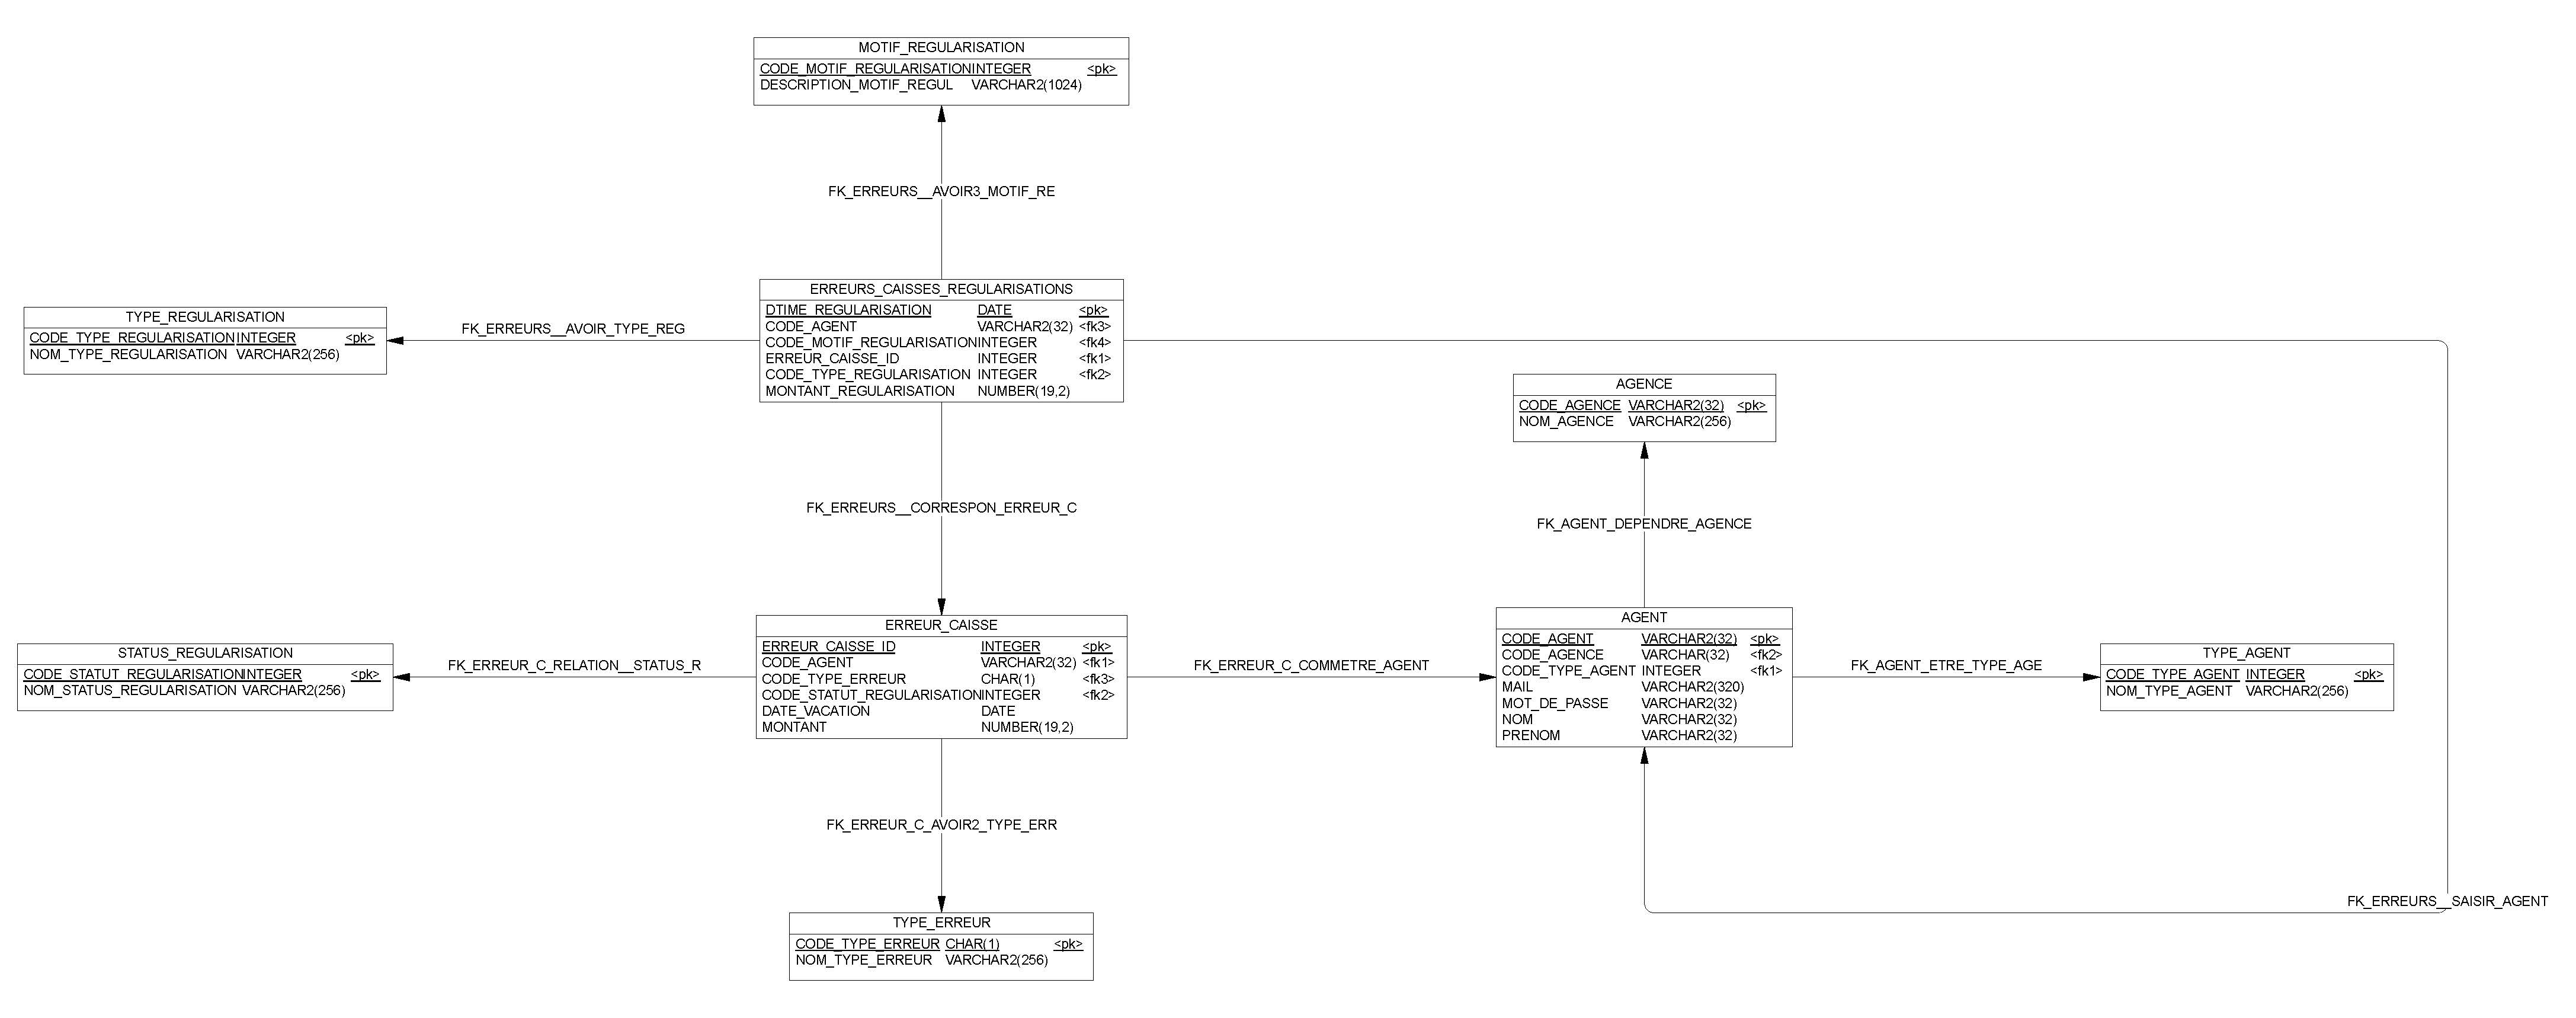 MOTIF_REGULARISATION
CODE_MOTIF_REGULARISATION INTEGER <pk>
DESCRIPTION_MOTIF_REGUL VARCHAR2(1024)
FK_ERREURS__AVOIR3_MOTIF_RE
ERREURS_CAISSES_REGULARISATIONS
DTIME_REGULARISATION DATE <pk>
CODE_AGENT VARCHAR2(32) <fk3>
CODE_MOTIF_REGULARISATION INTEGER <fk4>
ERREUR_CAISSE_ID INTEGER <fk1>
CODE_TYPE_REGULARISATION INTEGER <fk2>
MONTANT_REGULARISATION NUMBER(19,2)
TYPE_REGULARISATION
CODE_TYPE_REGULARISATION INTEGER <pk>
NOM_TYPE_REGULARISATION VARCHAR2(256)
FK_ERREURS__AVOIR_TYPE_REG
AGENCE
CODE_AGENCE VARCHAR2(32) <pk>
NOM_AGENCE VARCHAR2(256)
FK_ERREURS__CORRESPON_ERREUR_C
FK_AGENT_DEPENDRE_AGENCE
STATUS_REGULARISATION
CODE_STATUT_REGULARISATION INTEGER <pk>
NOM_STATUS_REGULARISATION VARCHAR2(256)
FK_ERREUR_C_RELATION__STATUS_R
ERREUR_CAISSE
ERREUR_CAISSE_ID INTEGER <pk>
CODE_AGENT VARCHAR2(32) <fk1>
CODE_TYPE_ERREUR CHAR(1) <fk3>
CODE_STATUT_REGULARISATION INTEGER <fk2>
DATE_VACATION DATE
MONTANT NUMBER(19,2)
FK_ERREUR_C_COMMETRE_AGENT
AGENT
CODE_AGENT VARCHAR2(32) <pk>
CODE_AGENCE VARCHAR(32) <fk2>
CODE_TYPE_AGENT INTEGER <fk1>
MAIL VARCHAR2(320)
MOT_DE_PASSE VARCHAR2(32)
NOM VARCHAR2(32)
PRENOM VARCHAR2(32)
FK_AGENT_ETRE_TYPE_AGE
TYPE_AGENT
CODE_TYPE_AGENT INTEGER <pk>
NOM_TYPE_AGENT VARCHAR2(256)
FK_ERREUR_C_AVOIR2_TYPE_ERR
FK_ERREURS__SAISIR_AGENT
TYPE_ERREUR
CODE_TYPE_ERREUR CHAR(1) <pk>
NOM_TYPE_ERREUR VARCHAR2(256)